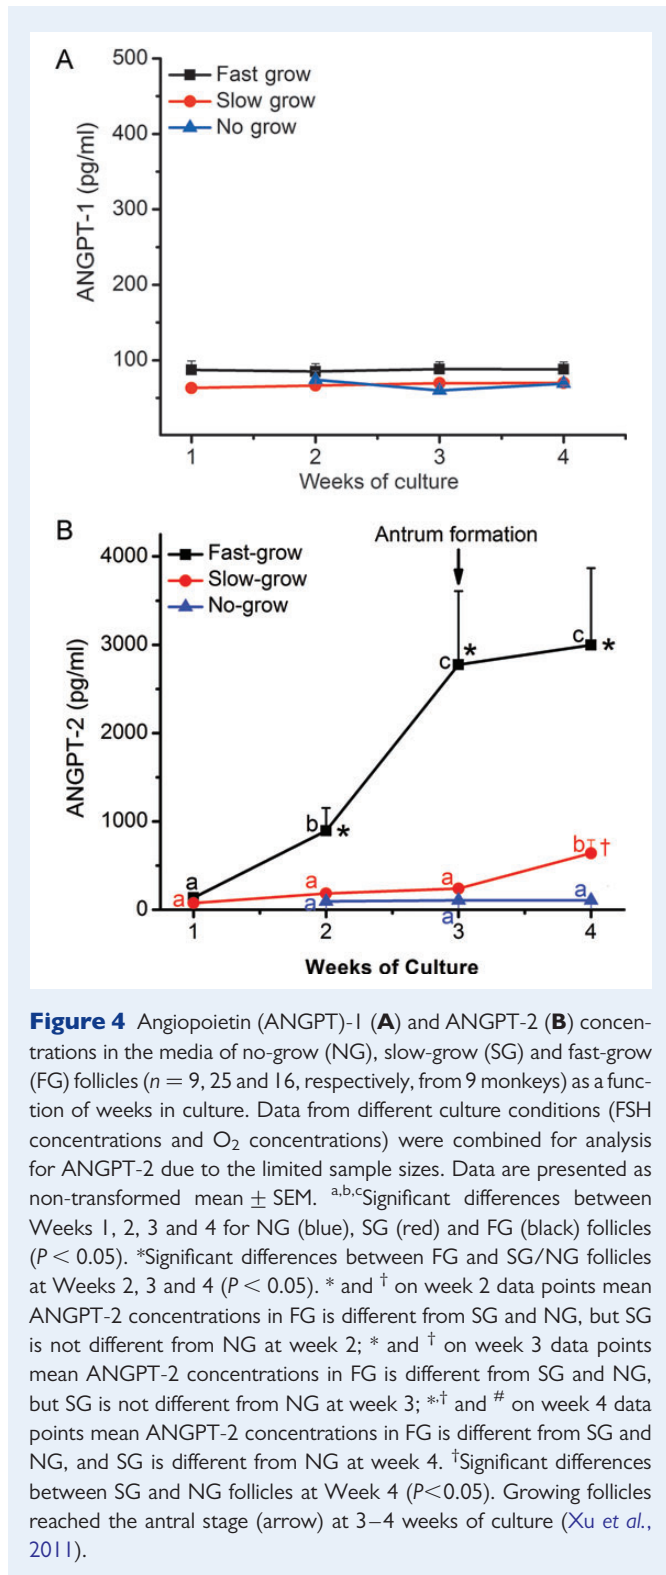 A
500
Fast grow
Slow grow
No grow
400
300
200
100
ANGPT-1 (pg/ml)
1 2 3 4
Weeks of culture
B
Antrum formation
4000
Fast-grow
Slow-grow
No-grow
3000
2000
1000
0
ANGPT-2 (pg/ml)
c * c *
b *
a a a a b †
a a a
1 2 3 4
Weeks of Culture
Figure 4 Angiopoietin (ANGPT)-1 (A) and ANGPT-2 (B) concen-
trations in the media of no-grow (NG), slow-grow (SG) and fast-grow
(FG) follicles (n = 9, 25 and 16, respectively, from 9 monkeys) as a func-
tion of weeks in culture. Data from different culture conditions (FSH
concentrations and O₂ concentrations) were combined for analysis
for ANGPT-2 due to the limited sample sizes. Data are presented as
non-transformed mean ± SEM. a,b,cSignificant differences between
Weeks 1, 2, 3 and 4 for NG (blue), SG (red) and FG (black) follicles
(P < 0.05). *Significant differences between FG and SG/NG follicles
at Weeks 2, 3 and 4 (P < 0.05). * and † on week 2 data points mean
ANGPT-2 concentrations in FG is different from SG and NG, but SG
is not different from NG at week 2; * and † on week 3 data points
mean ANGPT-2 concentrations in FG is different from SG and NG,
but SG is not different from NG at week 3; *,† and # on week 4 data
points mean ANGPT-2 concentrations in FG is different from SG and
NG, and SG is different from NG at week 4. †Significant differences
between SG and NG follicles at Week 4 (P<0.05). Growing follicles
reached the antral stage (arrow) at 3–4 weeks of culture (Xu et al.,
2011).